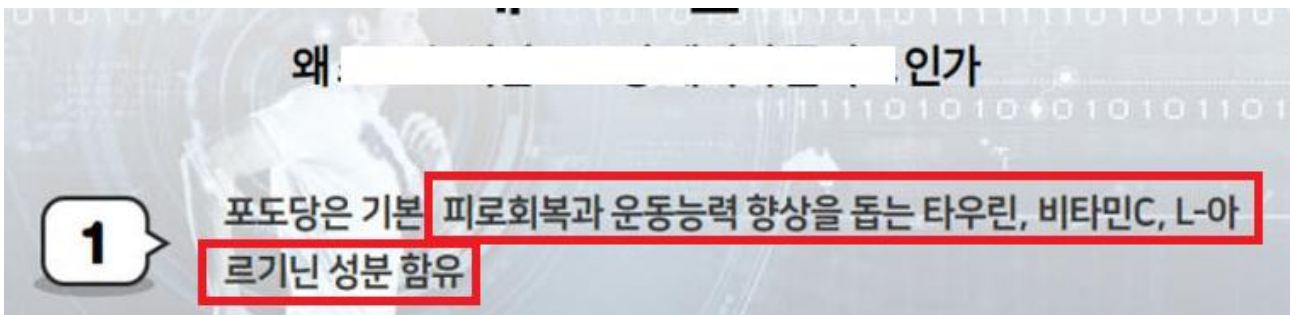 왜
인가
1111110101010101010101101
포도당은 기본 피로회복과 운동능력 향상을 돕는 타우린, 비타민C, L-아
1
르기닌 성분 함유